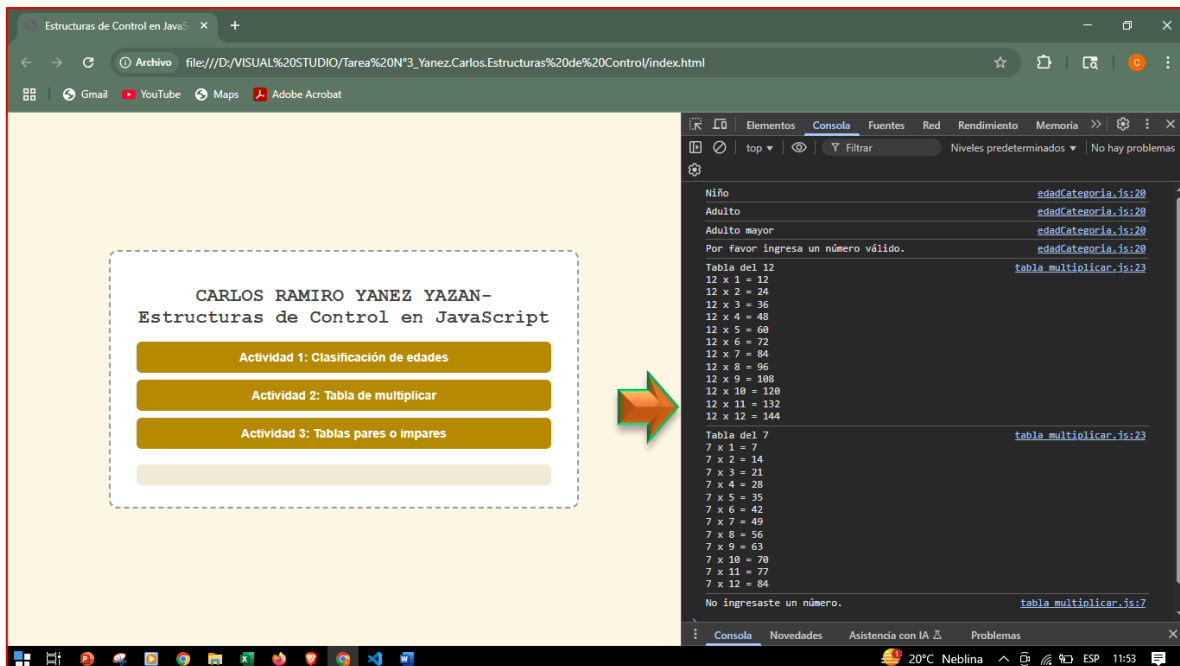 Estructuras de Control en JavaS
Archivo file:///D:/VISUAL%20STUDIO/Tarea%20N°3_Yanez.Carlos.Estructuras%20de%20Control/index.html
C
Gmail YouTube Maps Adobe Acrobat
CARLOS RAMIRO YANEZ YAZAN-
Estructuras de Control en JavaScript
Actividad 1: Clasificación de edades
Actividad 2: Tabla de multiplicar
Actividad 3: Tablas pares o impares
Elementos Consola Fuentes Red Rendimiento Memoria
top Filtrar Niveles predeterminados No hay problemas
Niño edadCategoria.js:20
Adulto edadCategoria.js:20
Adulto mayor edadCategoria.js:20
Por favor ingresa un número válido. edadCategoria.js:20
Tabla del 12 tabla multiplicar.js:23
12 x 1 = 12
12 x 2 = 24
12 x 3 = 36
12 x 4 = 48
12 x 5 = 60
12 x 6 = 72
12 x 7 = 84
12 x 8 = 96
12 x 9 = 108
12 x 10 = 120
12 x 11 = 132
12 x 12 = 144
Tabla del 7 tabla multiplicar.js:23
7 x 1 = 7
7 x 2 = 14
7 x 3 = 21
7 x 4 = 28
7 x 5 = 35
7 x 6 = 42
7 x 7 = 49
7 x 8 = 56
7 x 9 = 63
7 x 10 = 70
7 x 11 = 77
7 x 12 = 84
No ingresaste un número. tabla multiplicar.js:7
Consola Novedades Asistencia con IA Problemas
20°C Neblina ESP 11:53